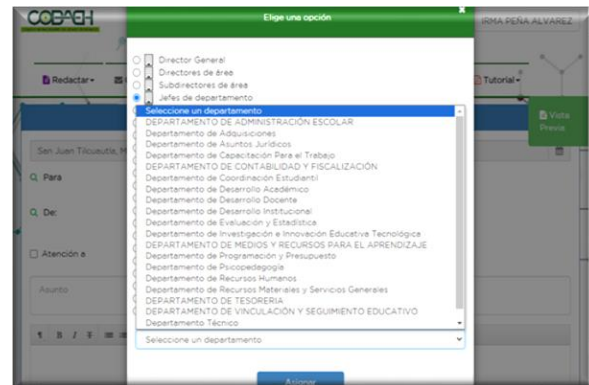 COBAEH
Elige una opción
IRMA PEÑA ALVAREZ
Redactar
Tutorial
Vista
Previa
Director General
Directores de área
Subdirectores de área
Jefes de departamento
Seleccione un departamento
DEPARTAMENTO DE ADMINISTRACIÓN ESCOLAR
Departamento de Adquisiciones
Departamento de Asuntos Jurídicos
Departamento de Capacitación Para el Trabajo
DEPARTAMENTO DE CONTABILIDAD Y FISCALIZACIÓN
Departamento de Coordinación Estudiantil
Departamento de Desarrollo Académico
Departamento de Desarrollo Docente
Departamento de Desarrollo Institucional
Departamento de Evaluación y Estadística
Departamento de Investigación e Innovación Educativa Tecnológica
DEPARTAMENTO DE MEDIOS Y RECURSOS PARA EL APRENDIZAJE
Departamento de Programación y Presupuesto
Departamento de Psicopedagogía
Departamento de Recursos Humanos
Departamento de Recursos Materiales y Servicios Generales
DEPARTAMENTO DE TESORERIA
DEPARTAMENTO DE VINCULACIÓN Y SEGUIMIENTO EDUCATIVO
Departamento Técnico
Seleccione un departamento
Asignar
San Juan Tilcuautla,
Para
De:
Atención a
Asunto